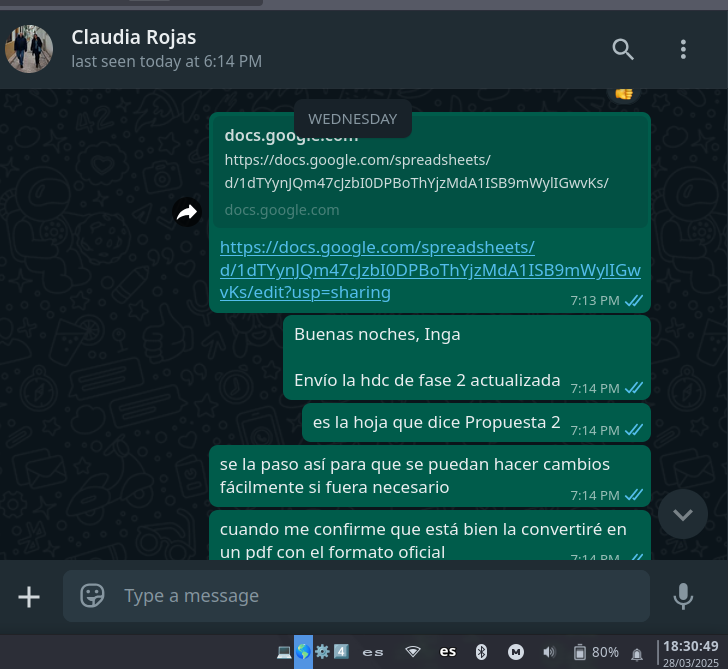 Claudia Rojas
last seen today at 6:14 PM
WEDNESDAY
docs.google.com
https://docs.google.com/spreadsheets/
d/1dTYynJQm47cJzbI0DPBoThYjzMdA1ISB9mWylIGwvKs/
docs.google.com
https://docs.google.com/spreadsheets/
d/1dTYynJQm47cJzbI0DPBoThYjzMdA1ISB9mWylIGw
vKs/edit?usp=sharing
7:13 PM
Buenas noches, Inga
Envío la hdc de fase 2 actualizada
7:14 PM
es la hoja que dice Propuesta 2
7:14 PM
se la paso así para que se puedan hacer cambios
fácilmente si fuera necesario
7:14 PM
cuando me confirme que está bien la convertiré en
un pdf con el formato oficial
7:14 PM
Type a message
4 es es M 80% 18:30:49
28/03/2025